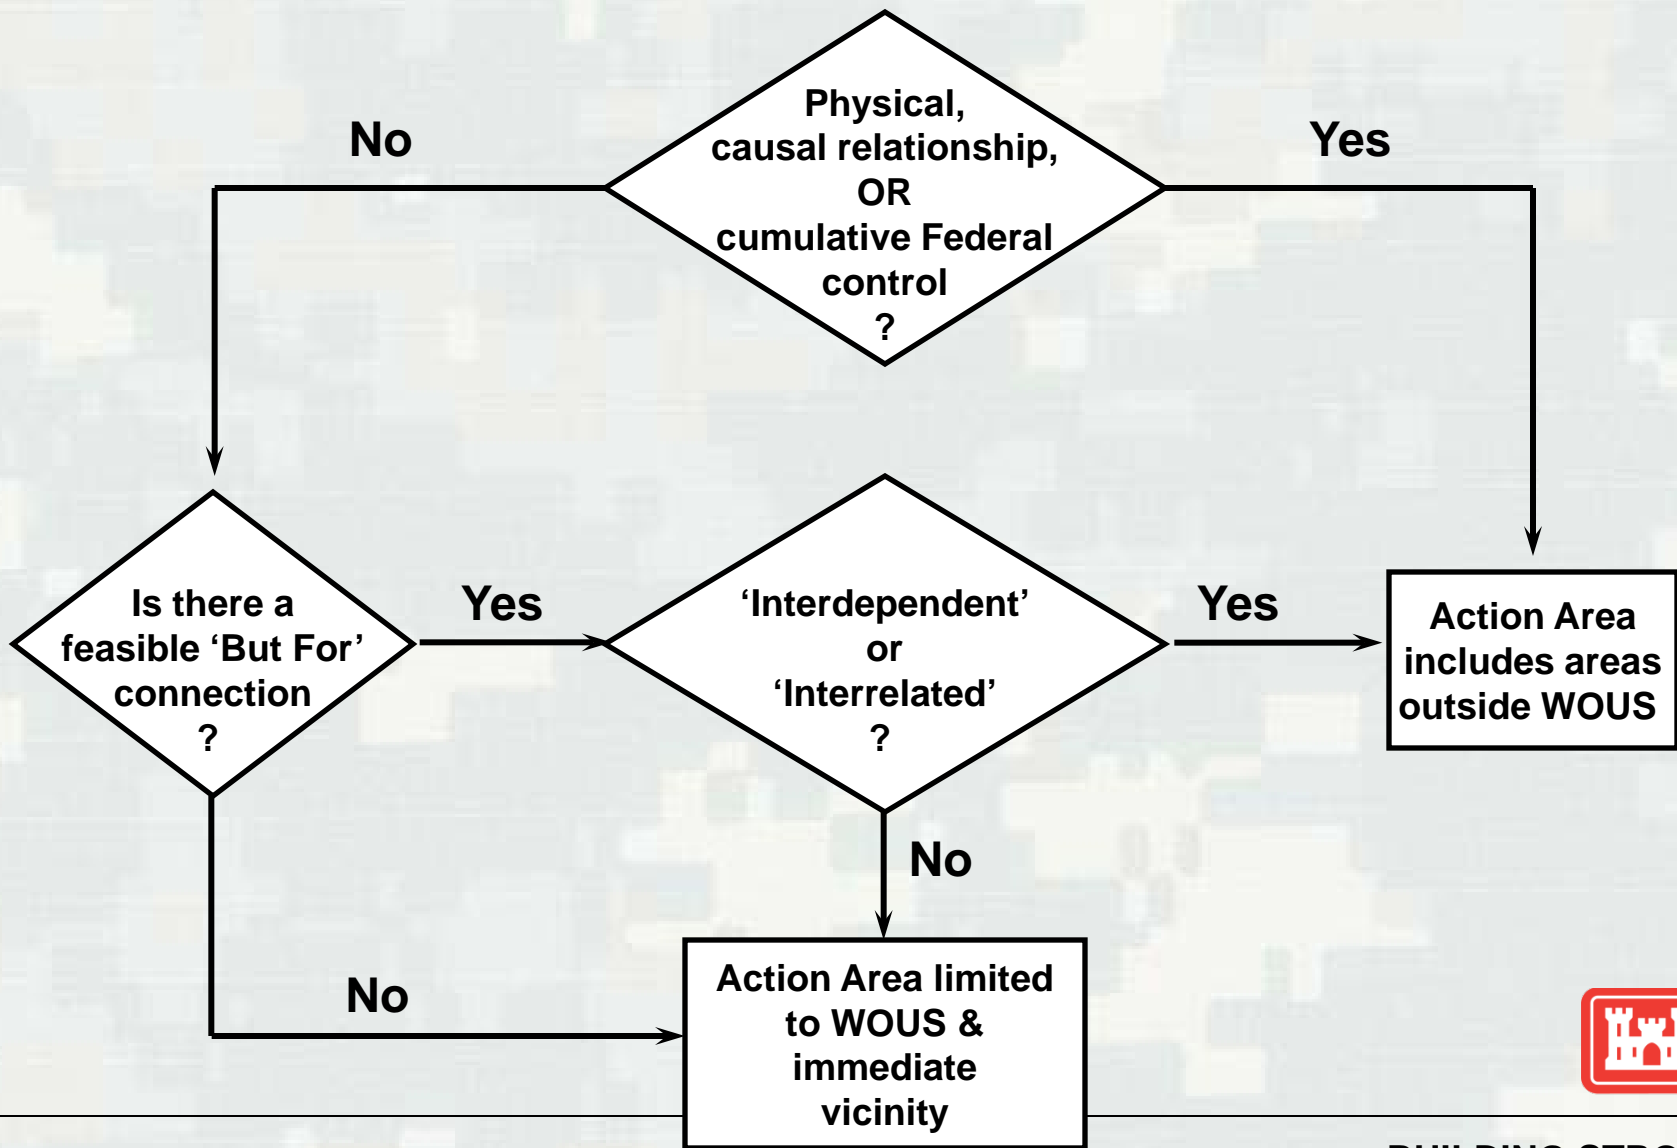 Physical,
causal relationship,
OR
cumulative Federal
control
?
No
Yes
Is there a
feasible ‘But For’
connection
?
Yes
‘Interdependent’
or
‘Interrelated’
?
Yes
Action Area
includes areas
outside WOUS
No
No
Action Area limited
to WOUS &
immediate
vicinity